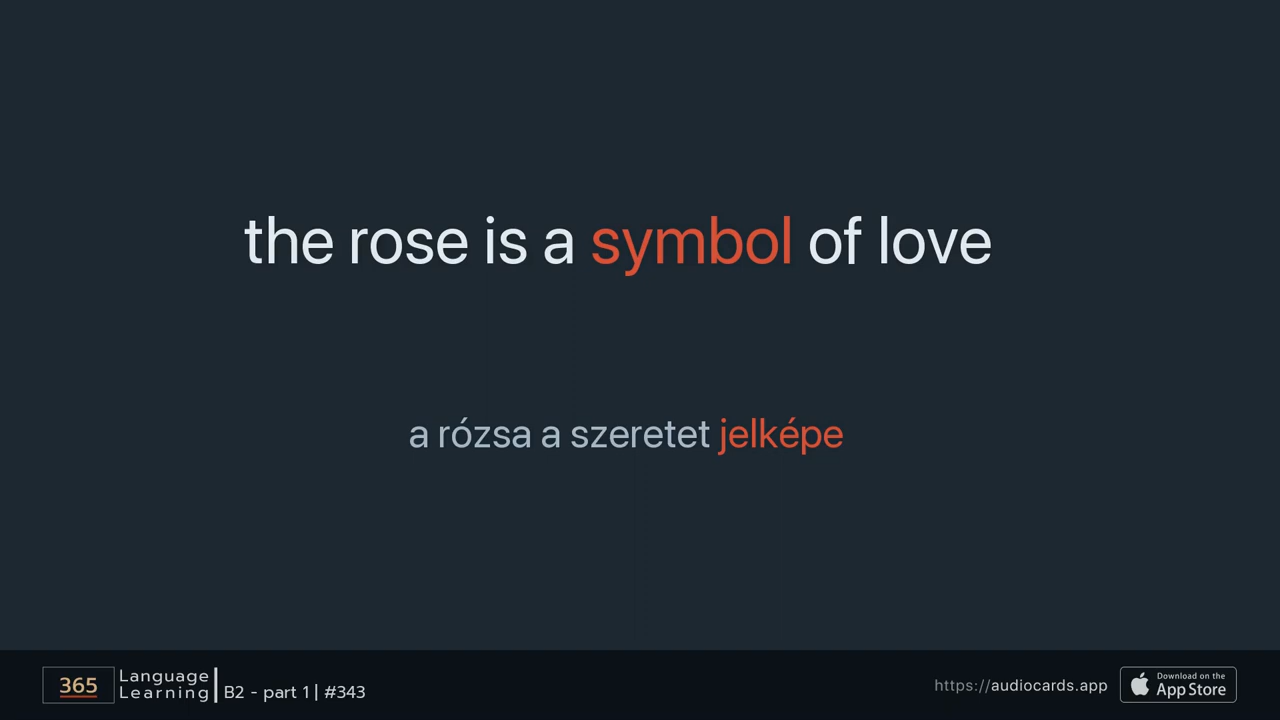 the rose is a symbol of love
a rózsa a szeretet jelképe
365 Language Learning | B2 - part 1 | #343
https://audiocards.app
Download on the
App Store